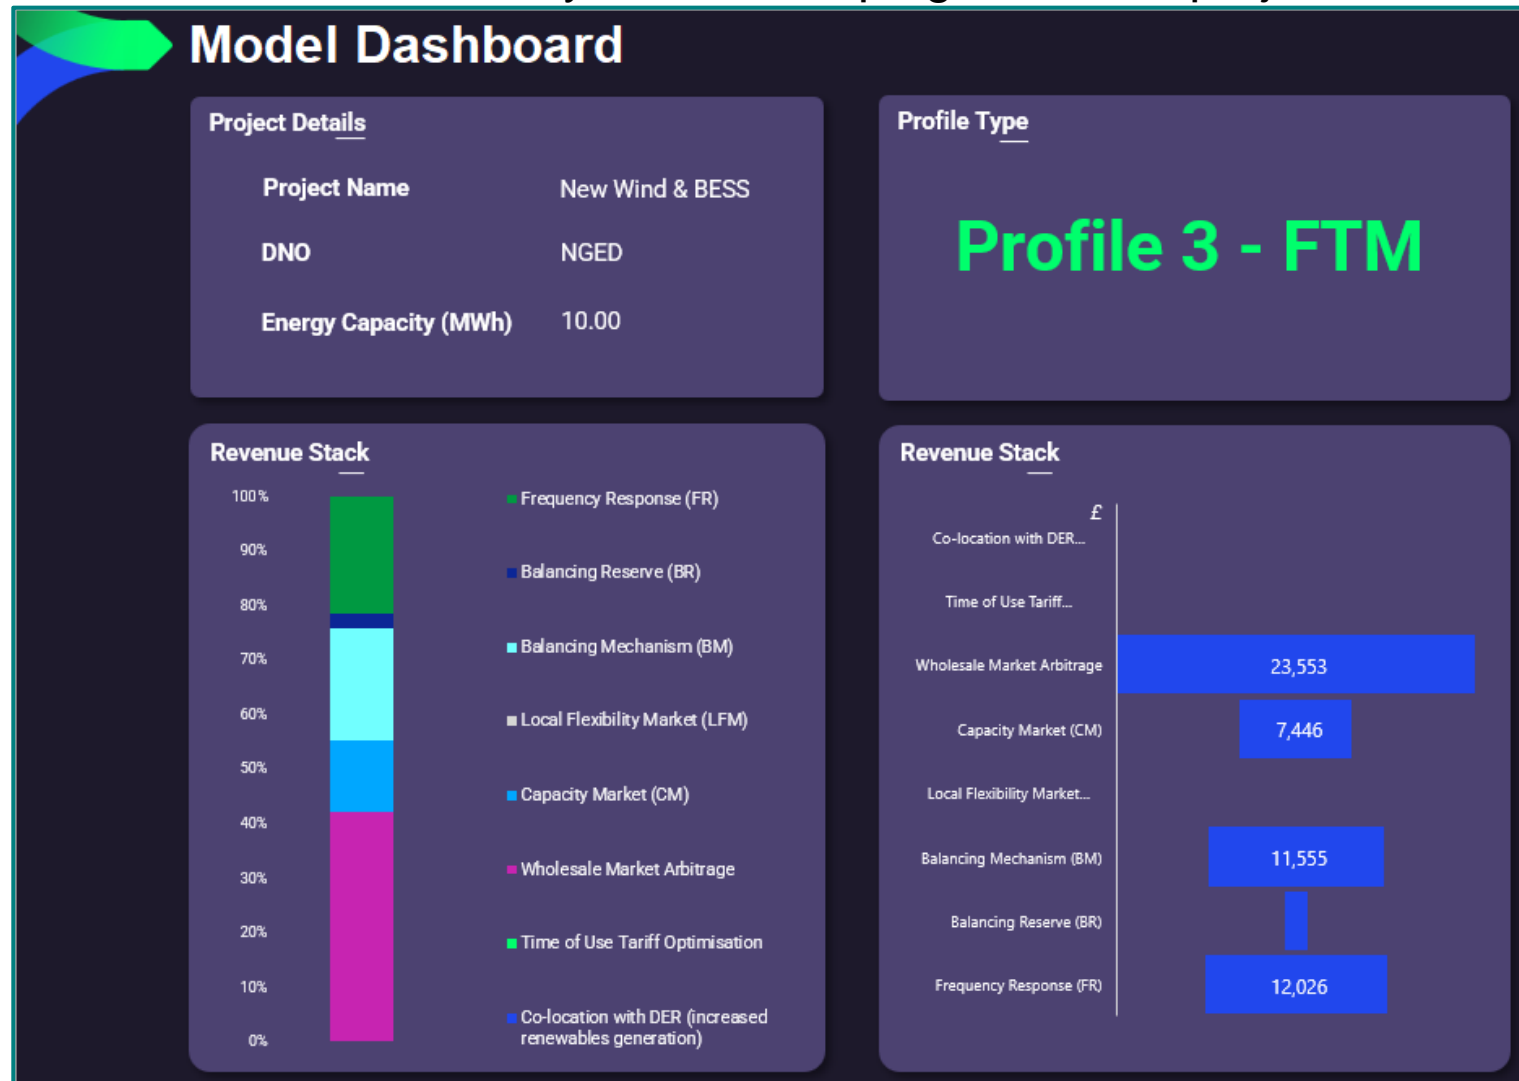 Model Dashboard
Project Details
Project Name New Wind & BESS
DNO NGED
Energy Capacity (MWh) 10.00
Profile Type
Profile 3 - FTM
Revenue Stack
100%
90%
80%
70%
60%
50%
40%
30%
20%
10%
0%
Frequency Response (FR)
Balancing Reserve (BR)
Balancing Mechanism (BM)
Local Flexibility Market (LFM)
Capacity Market (CM)
Wholesale Market Arbitrage
Time of Use Tariff Optimisation
Co-location with DER (increased
renewables generation)
Revenue Stack
£
Co-location with DER...
Time of Use Tariff...
Wholesale Market Arbitrage 23,553
Capacity Market (CM) 7,446
Local Flexibility Market...
Balancing Mechanism (BM) 11,555
Balancing Reserve (BR)
Frequency Response (FR) 12,026